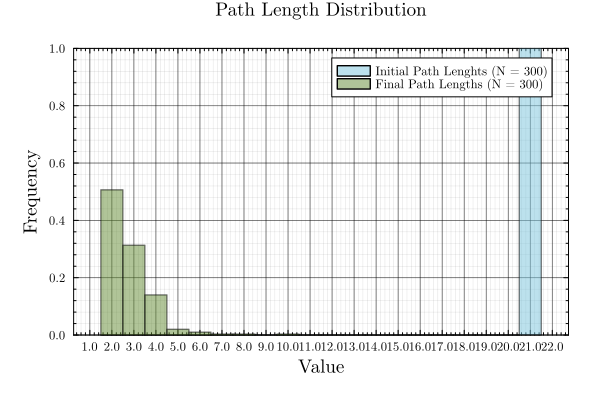 Path Length Distribution
1.0
Initial Path Lenghts (N = 300)
Final Path Lengths (N = 300)
0.8
0.6
0.4
0.2
0.0
Frequency
1.0 2.0 3.0 4.0 5.0 6.0 7.0 8.0 9.0 10.0 11.0 12.0 13.0 14.0 15.0 16.0 17.0 18.0 19.0 20.0 21.0 22.0
Value